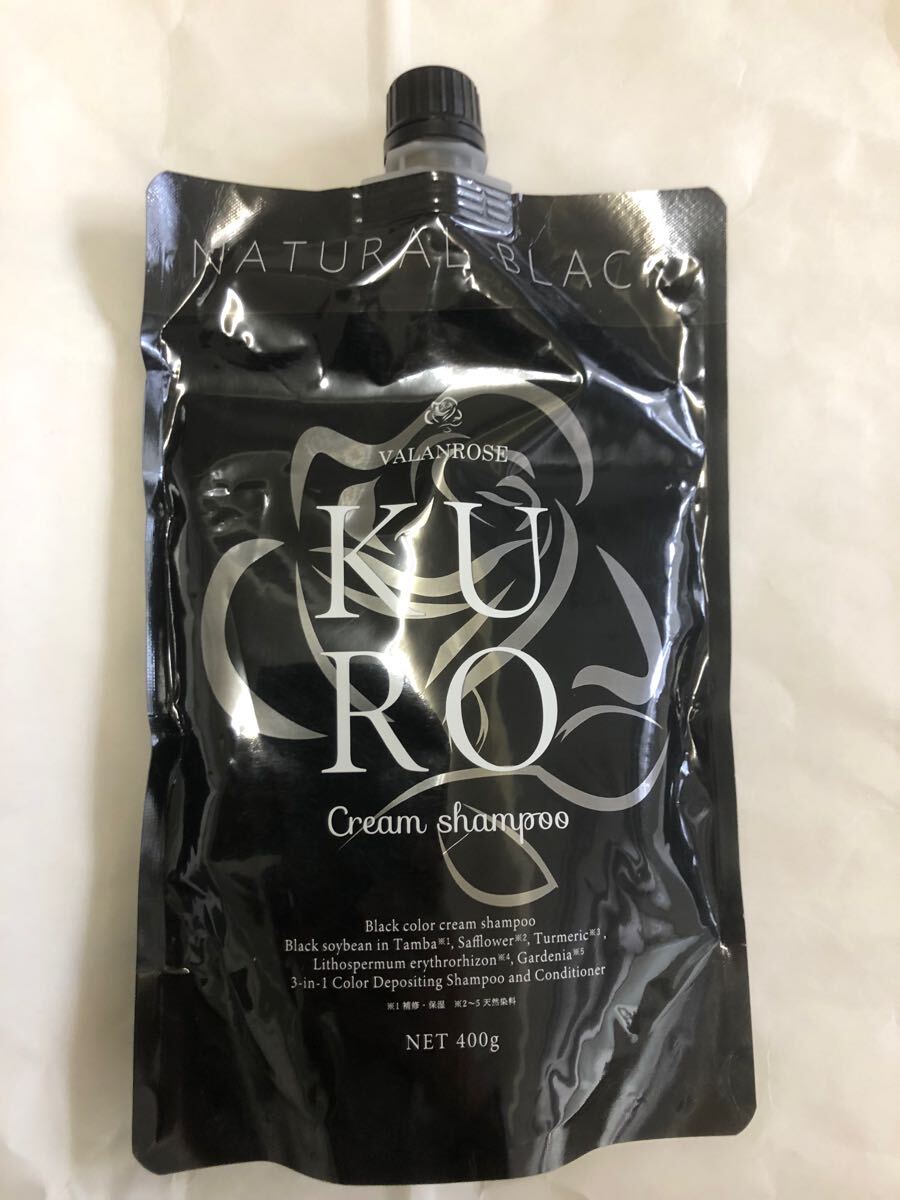 NATURAL BLACK
VALANROSE
KU
RO
Cream shampoo
Black color cream shampoo
Black soybean in Tamba※1, Safflower※2, Turmeric※3,
Lithospermum erythrorhizon※4, Gardenia※5
3-in-1 Color Depositing Shampoo and Conditioner
※1 補修・保湿 ※2〜5 天然染料
NET 400g